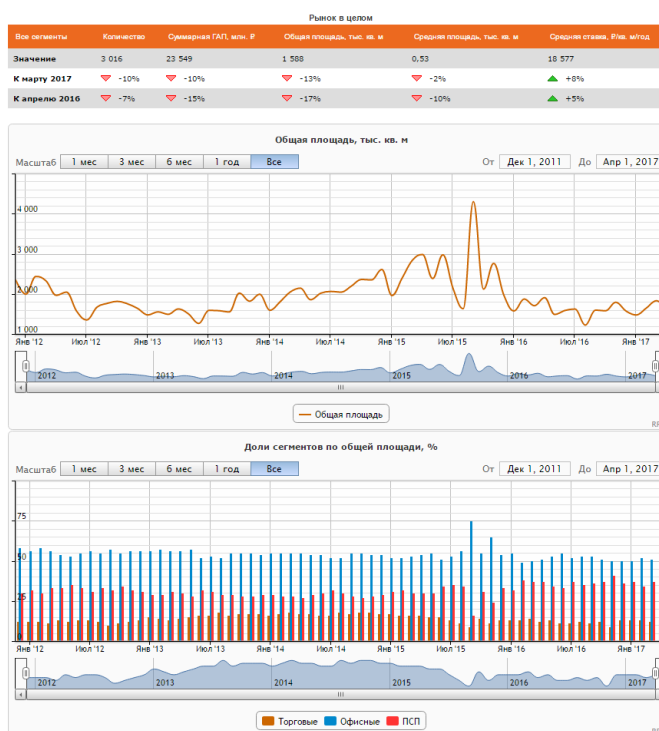 Рынок в целом
Все сегменты Количество Суммарная ГАП, млн. ₽ Общая площадь, тыс. кв. м Средняя площадь, тыс. кв. м Средняя ставка, ₽/кв. м/год
Значение 3 016 23 549 1 588 0,53 18 577
К марту 2017 -10% -10% -13% -2% +8%
К апрелю 2016 -7% -15% -17% -10% +5%
Общая площадь, тыс. кв. м
Масштаб 1 мес 3 мес 6 мес 1 год Все От Дек 1, 2011 До Апр 1, 2017
4 000
3 000
2,000
1 000
Янв '12 Июл '12 Янв '13 Июл '13 Янв '14 Июл '14 Янв '15 Июл '15 Янв '16 Июл '16 Янв '17
2012 2013 2014 2015 2016 2017
Общая площадь
Доли сегментов по общей площади, %
Масштаб 1 мес 3 мес 6 мес 1 год Все От Дек 1, 2011 До Апр 1, 2017
75
50
25
0
Янв '12 Июл '12 Янв '13 Июл '13 Янв '14 Июл '14 Янв '15 Июл '15 Янв '16 Июл '16 Янв '17
2012 2013 2014 2015 2016 2017
Торговые Офисные ПСП